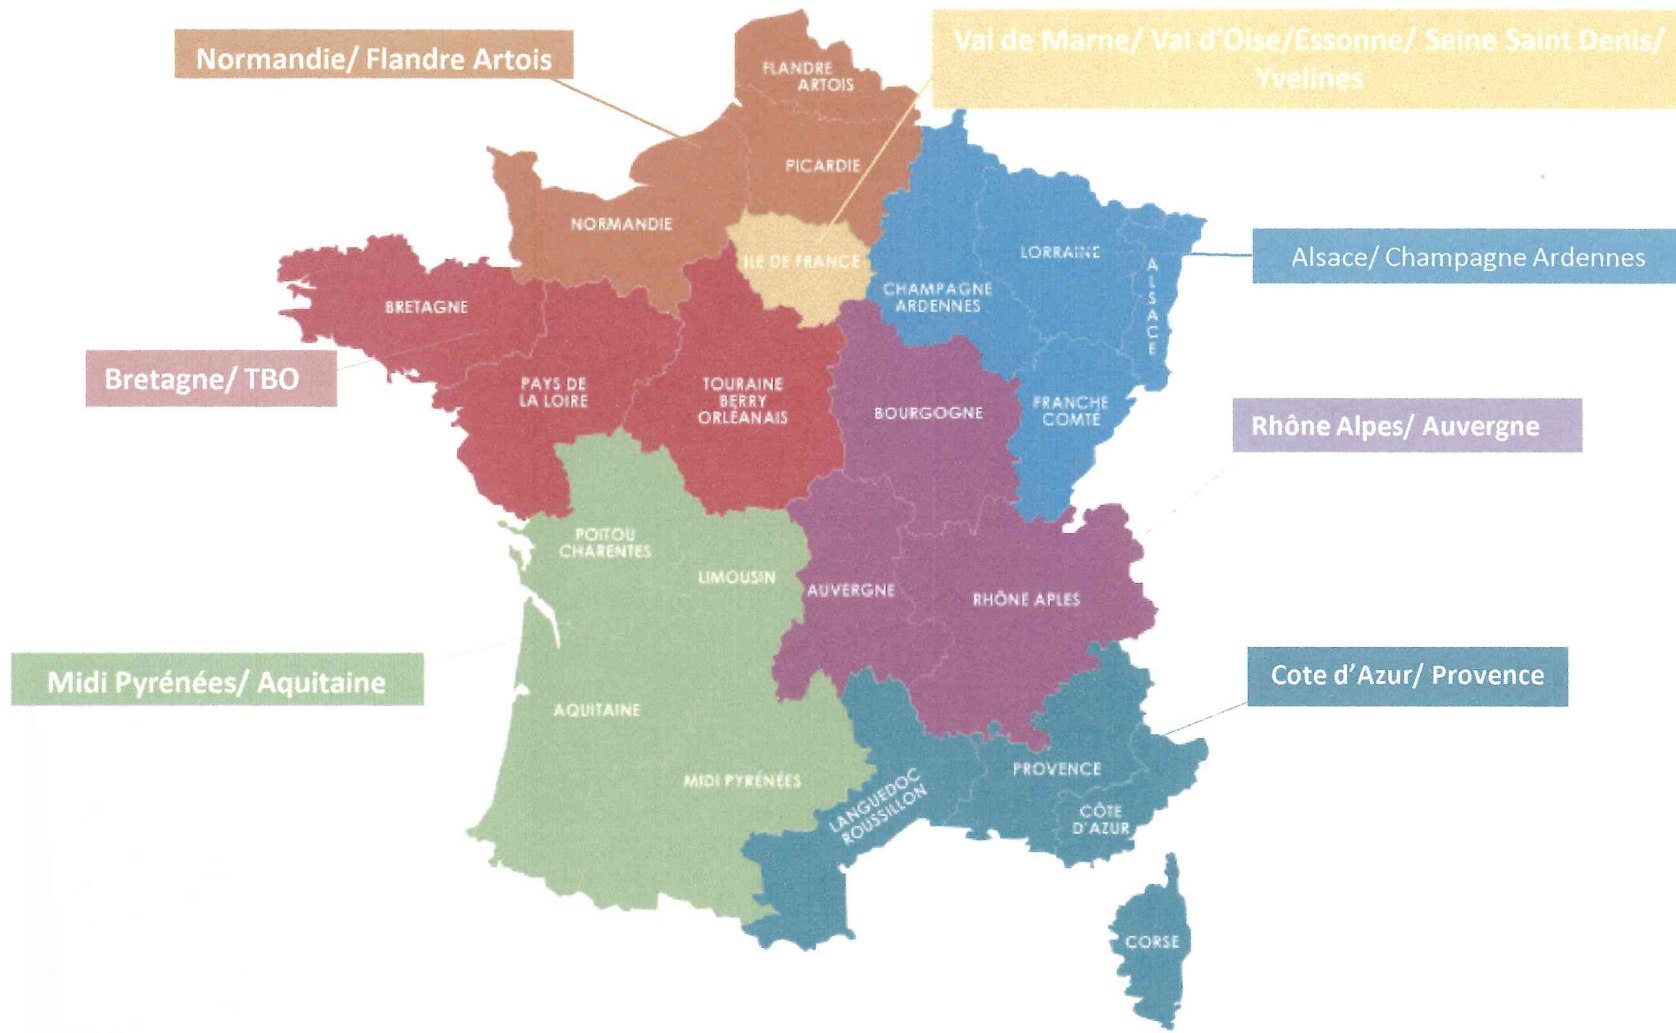 Normandie/ Flandre Artois
Val de Marne/ Val d'Oise/Essonne/ Seine Saint Denis/
Yvelines
FLANDRE
ARTOIS
PICARDIE
NORMANDIE
ILE DE FRANCE
LORRAINE
ALSACE
Alsace/ Champagne Ardennes
CHAMPAGNE
ARDENNES
BRETAGNE
Bretagne/ TBO
PAYS DE
LA LOIRE
TOURAINE
BERRY
ORLÉANAIS
BOURGOGNE
FRANCHE
COMTE
Rhône Alpes/ Auvergne
POITOU
CHARENTES
LIMOUSIN
AUVERGNE
RHÔNE APLES
Midi Pyrénées/ Aquitaine
Cote d'Azur/ Provence
AQUITAINE
MIDI PYRÉNÉES
LANGUEDOC
ROUSSILLON
PROVENCE
CÔTE
D'AZUR
CORSE